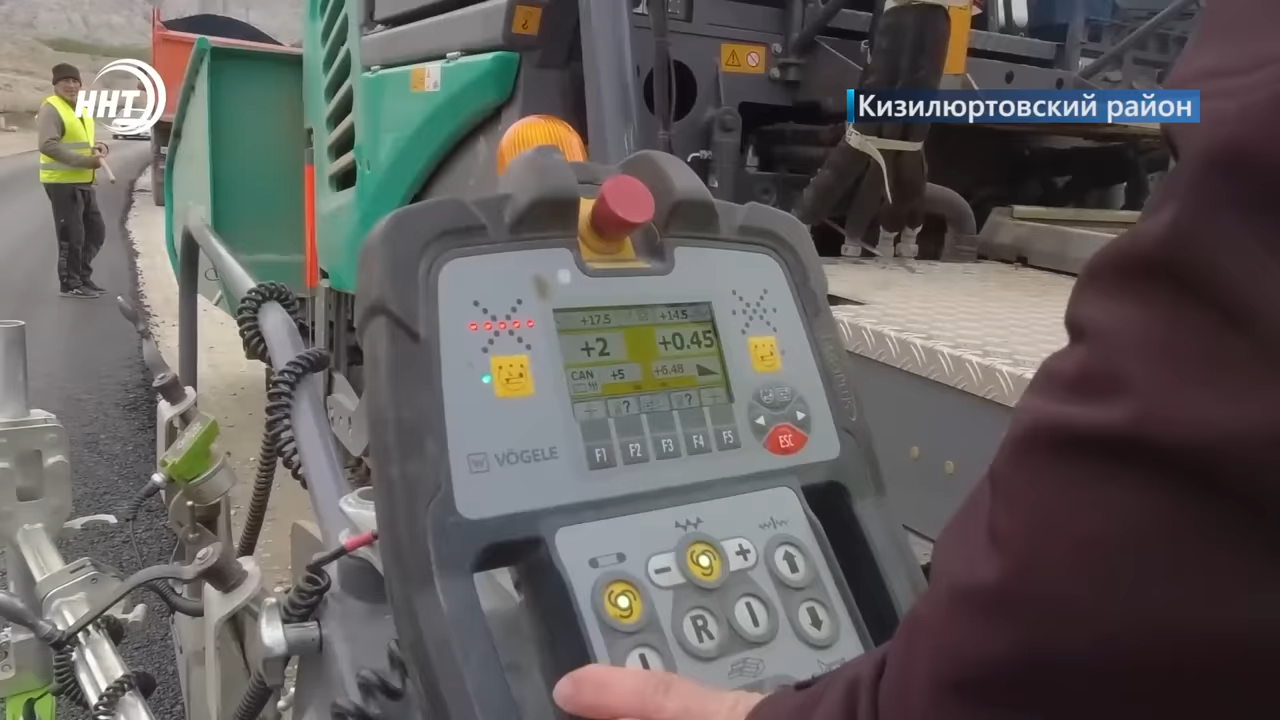 ННТ
Кизилюртовский район
+17.5
+14.5
+2
+0.45
CAN
+5
+6.48
F1
F2
F3
F4
F5
ESC
VÖGELE
R